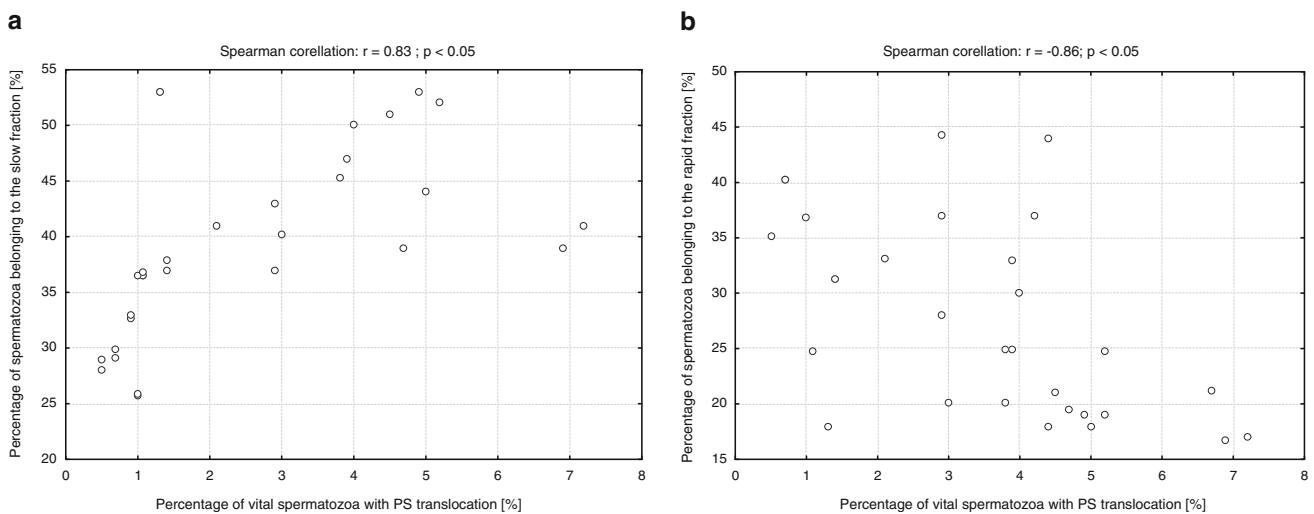 a
Spearman corellation: r = 0.83 ; p < 0.05
Percentage of spermatozoa belonging to the slow fraction [%]
55
50
45
40
35
30
25
20
0 1 2 3 4 5 6 7 8
Percentage of vital spermatozoa with PS translocation [%]
b
Spearman corellation: r = -0.86; p < 0.05
Percentage of spermatozoa belonging to the rapid fraction [%]
50
45
40
35
30
25
20
15
0 1 2 3 4 5 6 7 8
Percentage of vital spermatozoa with PS translocation [%]